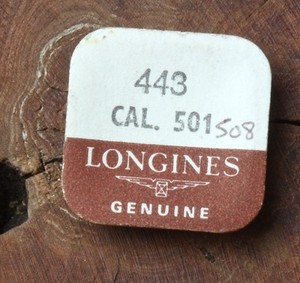 443
CAL. 501 508
LONGINES
GENUINE